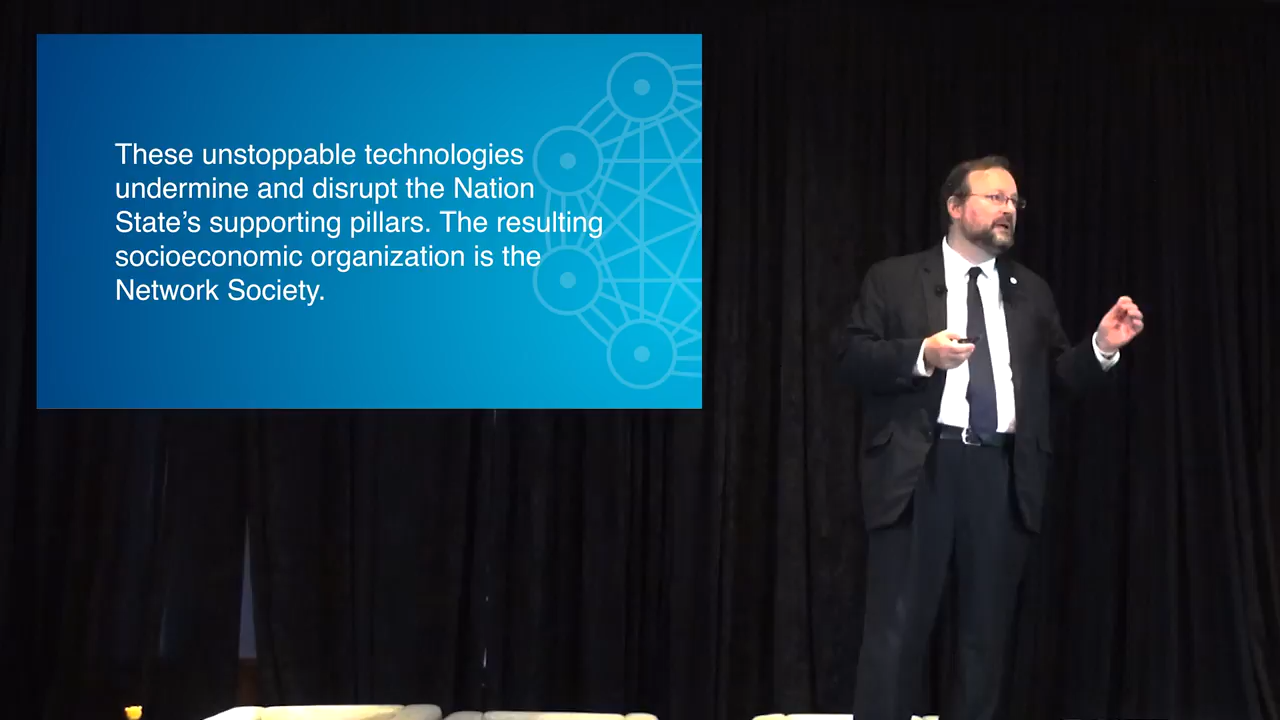 These unstoppable technologies
undermine and disrupt the Nation
State’s supporting pillars. The resulting
socioeconomic organization is the
Network Society.